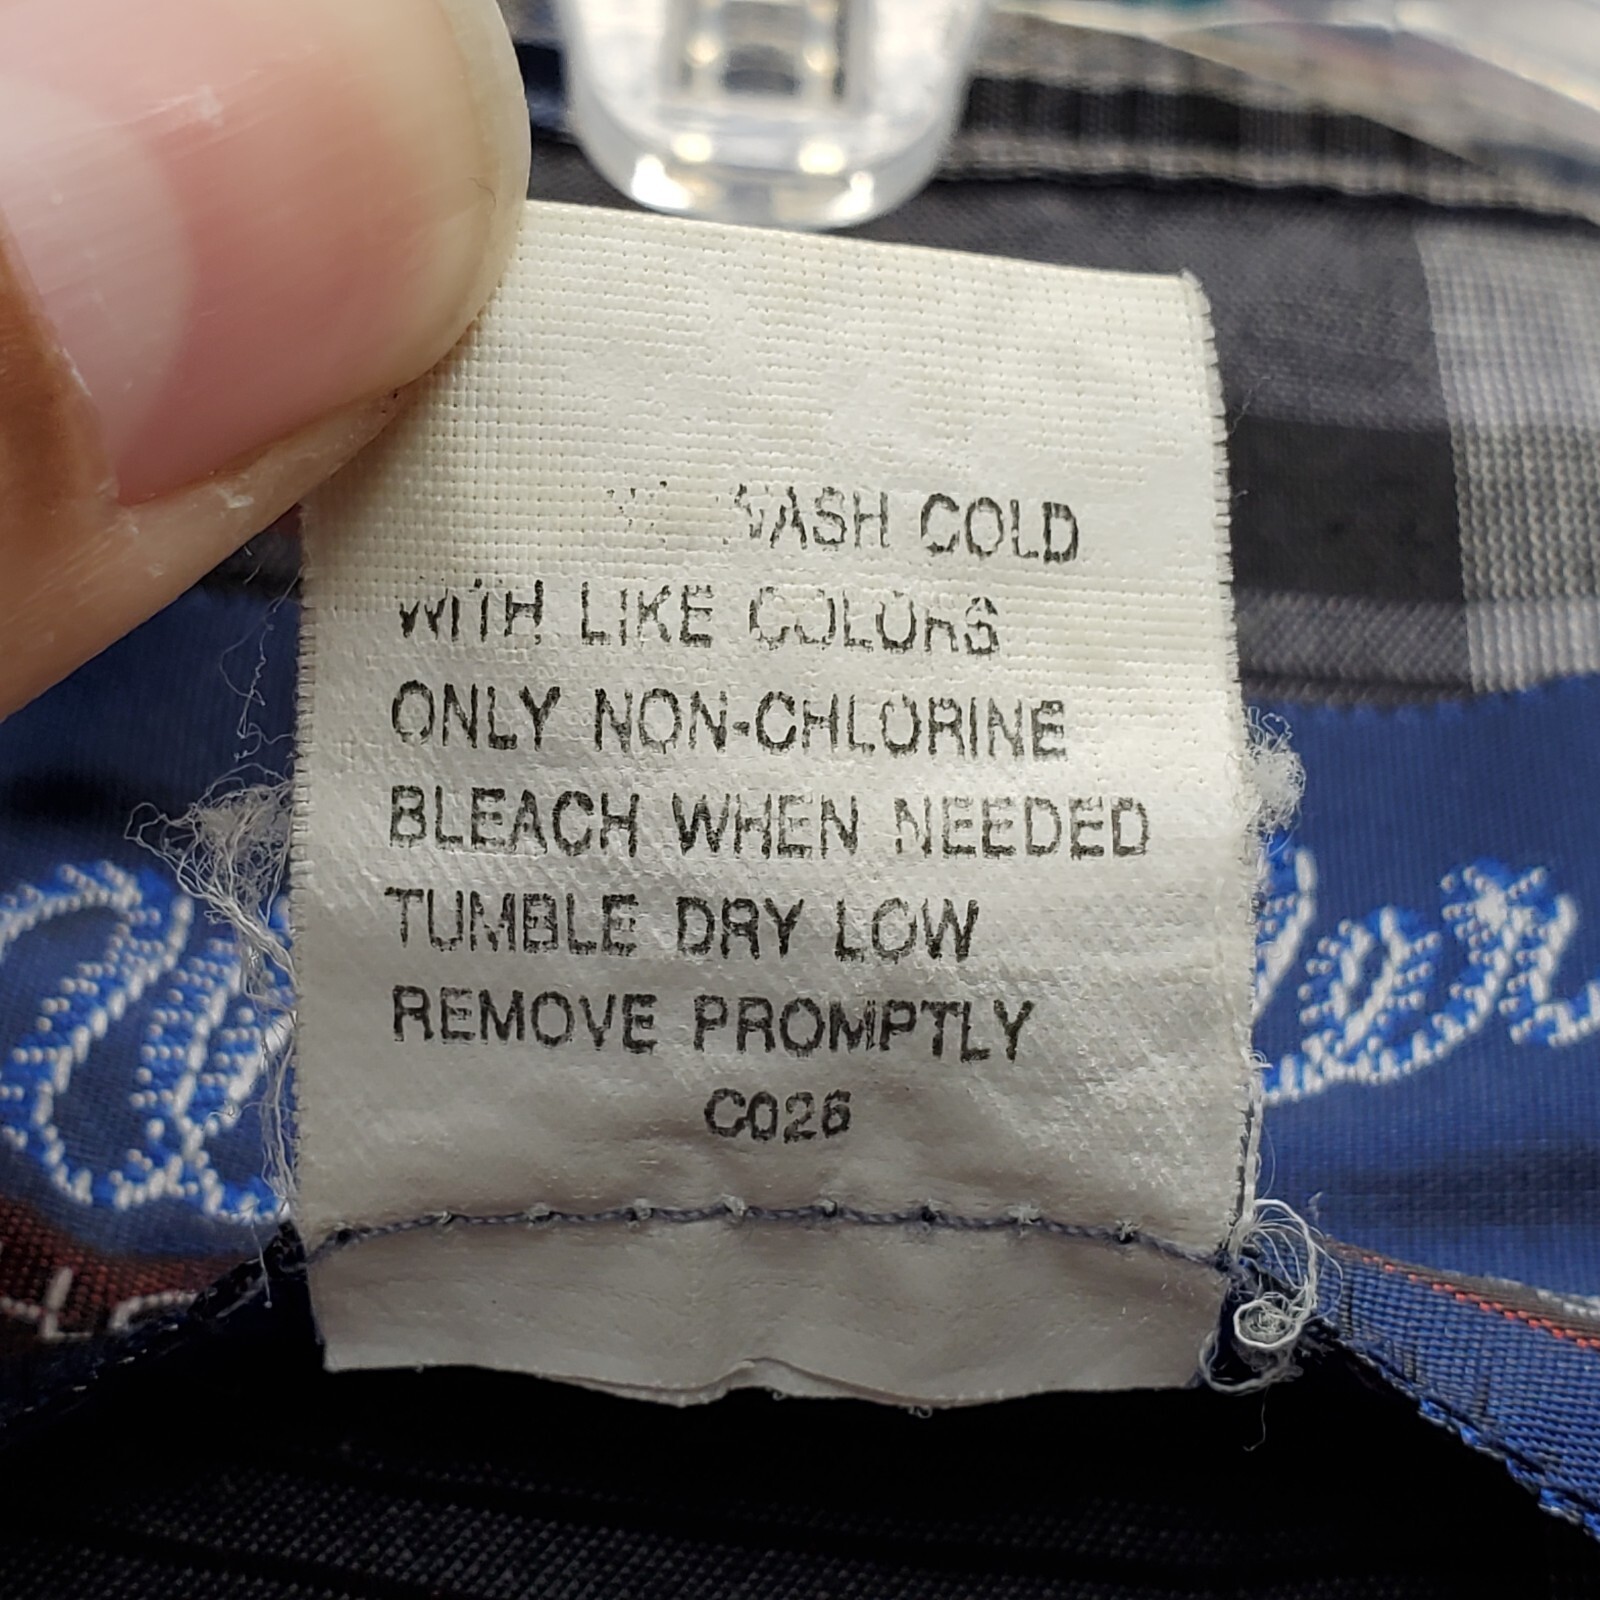 WASH COLD
WITH LIKE COLORS
ONLY NON-CHLORINE
BLEACH WHEN NEEDED
TUMBLE DRY LOW
REMOVE PROMPTLY
C026